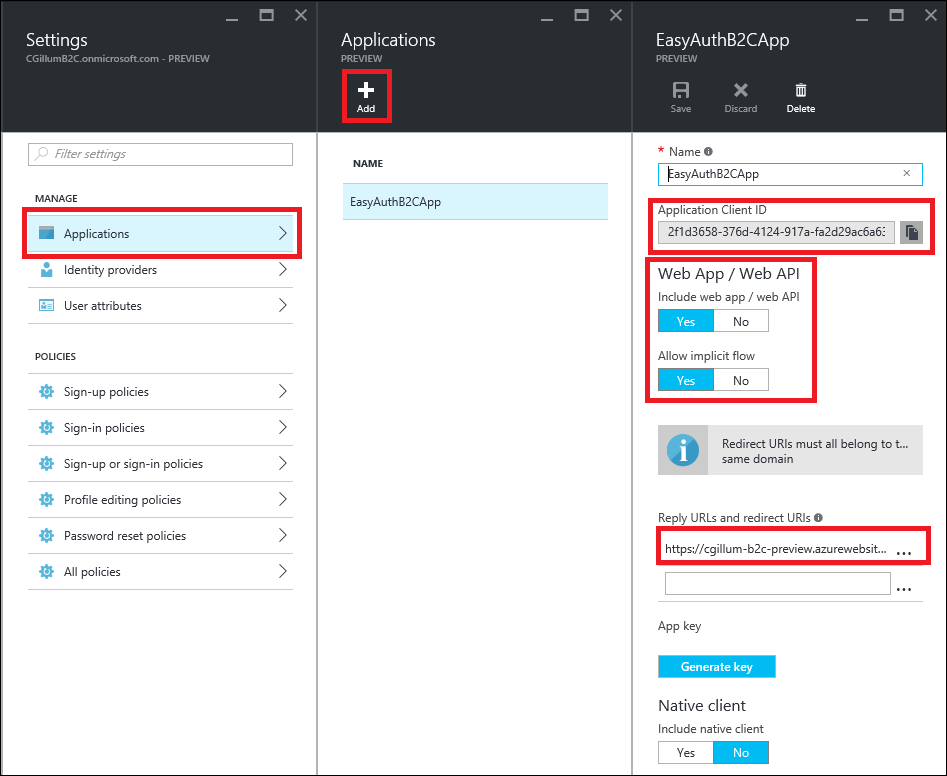 Settings
CGillumB2C.onmicrosoft.com - PREVIEW
Filter settings
MANAGE
Applications
Identity providers
User attributes
POLICIES
Sign-up policies
Sign-in policies
Sign-up or sign-in policies
Profile editing policies
Password reset policies
All policies
Applications
PREVIEW
Add
NAME
EasyAuthB2CApp
EasyAuthB2CApp
PREVIEW
Save Discard Delete
* Name
EasyAuthB2CApp
Application Client ID
2f1d3658-376d-4124-917a-fa2d29ac6a63
Web App / Web API
Include web app / web API
Yes No
Allow implicit flow
Yes No
Redirect URIs must all belong to t...
same domain
Reply URLs and redirect URIs
https://cgillum-b2c-preview.azurewebsit... ...
...
App key
Generate key
Native client
Include native client
Yes No